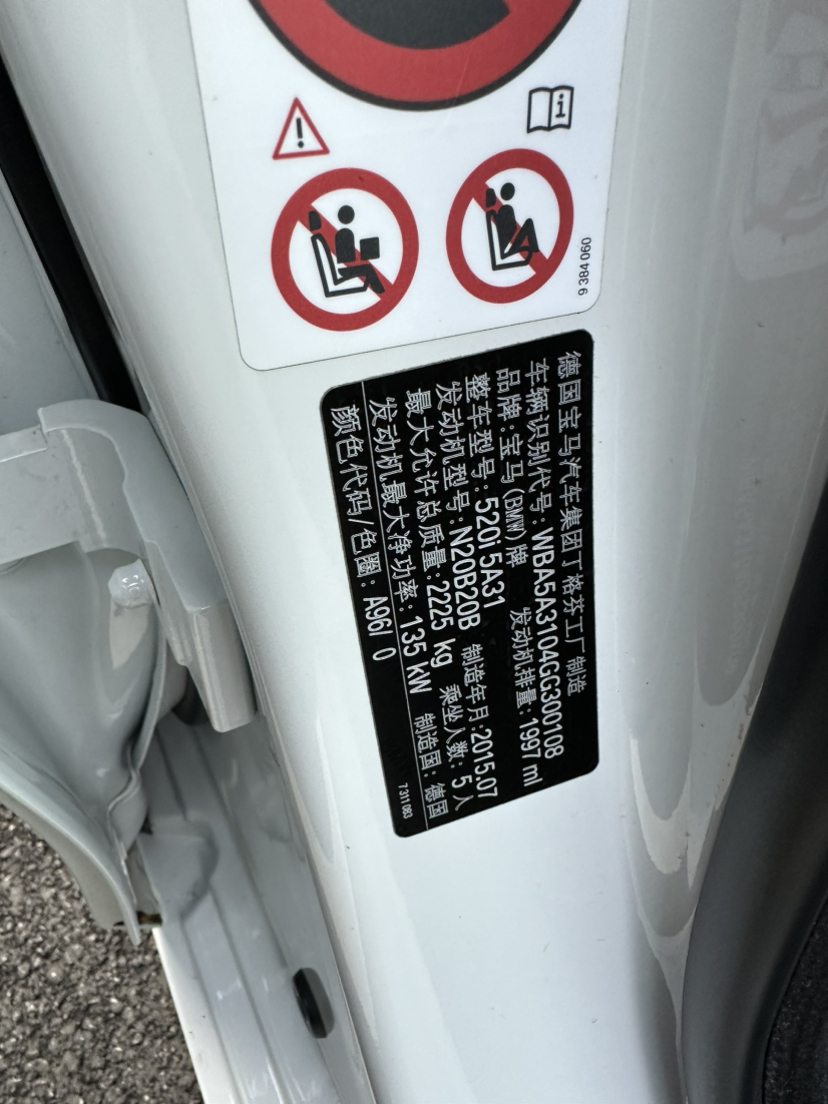 9 384 060
德国宝马汽车集团丁格芬工厂制造
车辆识别代号: WBA5A3104GG300108
品牌: 宝马(BMW)牌 发动机排量: 1997 ml
整车型号: 520i 5A31 制造年月: 2015.07
发动机型号: N20B20B 乘坐人数: 5 人
最大允许总质量: 2225 kg 制造国: 德国
发动机最大净功率: 135 kW
颜色代码/色圈: A96/ 0 7311 083